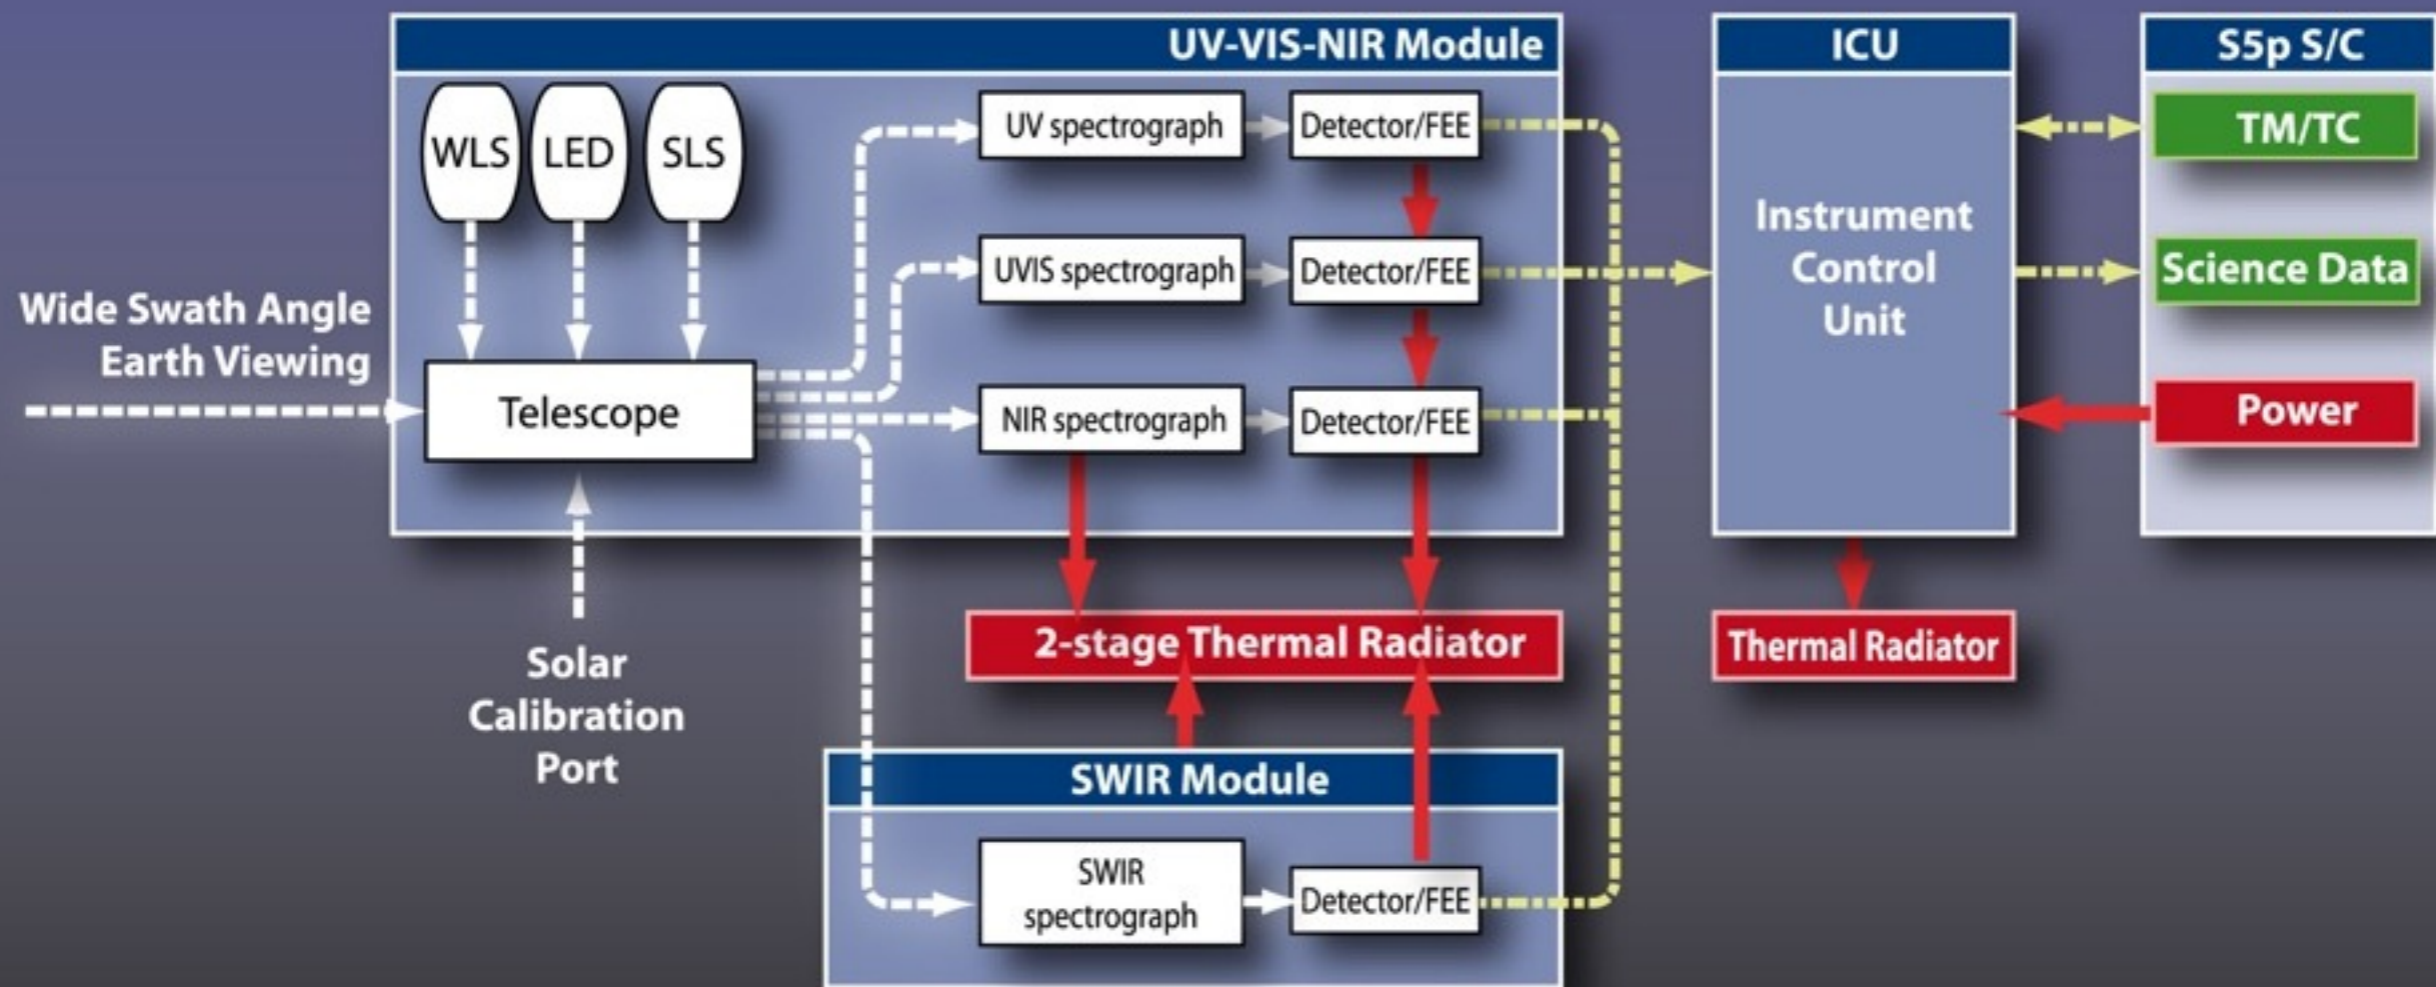 UV-VIS-NIR Module
ICU
S5p S/C
WLS
LED
SLS
UV spectrograph
Detector/FEE
TM/TC
Wide Swath Angle
Earth Viewing
UVIS spectrograph
Detector/FEE
Instrument
Control
Unit
Science Data
Telescope
NIR spectrograph
Detector/FEE
Power
Solar
Calibration
Port
2-stage Thermal Radiator
Thermal Radiator
SWIR Module
SWIR
spectrograph
Detector/FEE